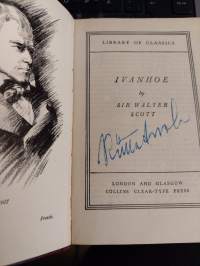 LIBRARY OF CLASSICS
IVANHOE
by
SIR WALTER
SCOTT
LONDON AND GLASGOW
COLLINS CLEAR-TYPE PRESS